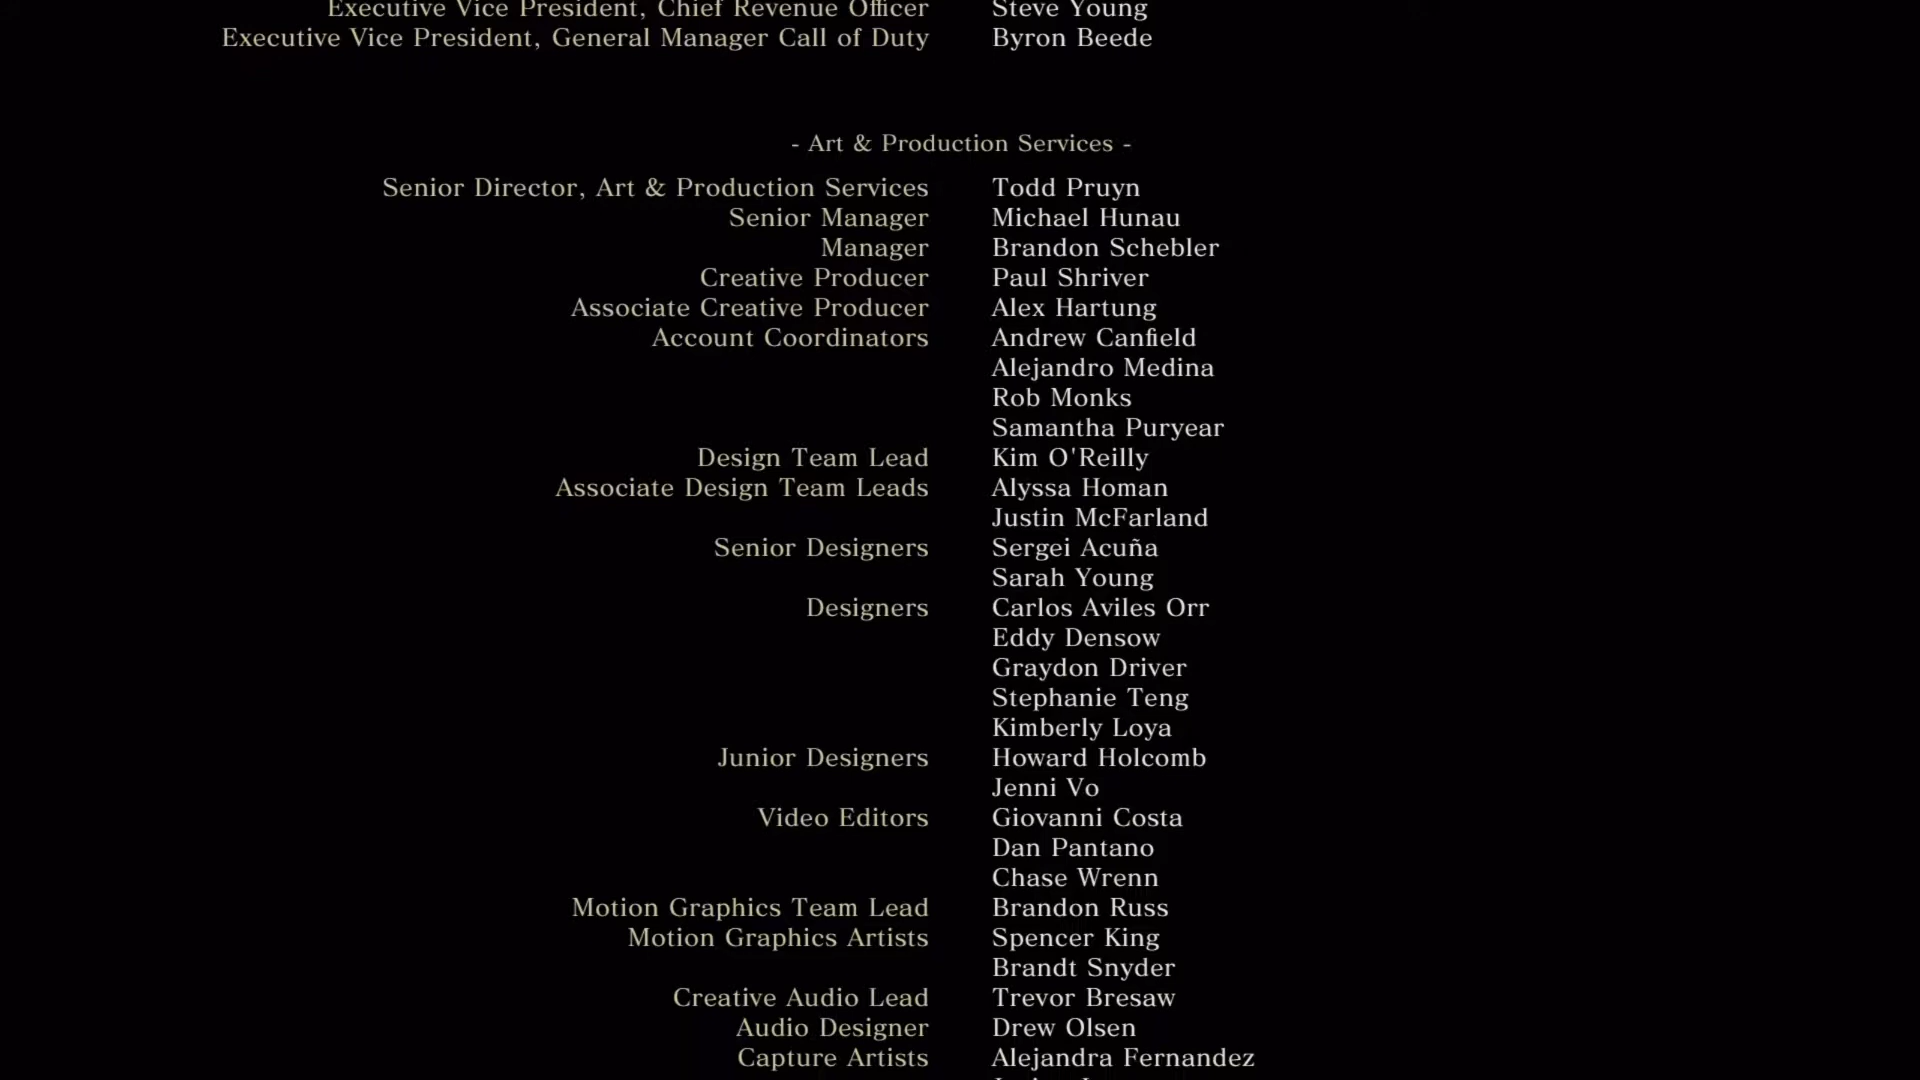 Executive Vice President, Chief Revenue Officer Steve Young
Executive Vice President, General Manager Call of Duty Byron Beede
- Art & Production Services -
Senior Director, Art & Production Services Todd Pruyn
Senior Manager Michael Hunau
Manager Brandon Schebler
Creative Producer Paul Shriver
Associate Creative Producer Alex Hartung
Account Coordinators Andrew Canfield
Alejandro Medina
Rob Monks
Samantha Puryear
Design Team Lead Kim O'Reilly
Associate Design Team Leads Alyssa Homan
Justin McFarland
Senior Designers Sergei Acuña
Sarah Young
Designers Carlos Aviles Orr
Eddy Densow
Graydon Driver
Stephanie Teng
Kimberly Loya
Junior Designers Howard Holcomb
Jenni Vo
Video Editors Giovanni Costa
Dan Pantano
Chase Wrenn
Motion Graphics Team Lead Brandon Russ
Motion Graphics Artists Spencer King
Brandt Snyder
Creative Audio Lead Trevor Bresaw
Audio Designer Drew Olsen
Capture Artists Alejandra Fernandez